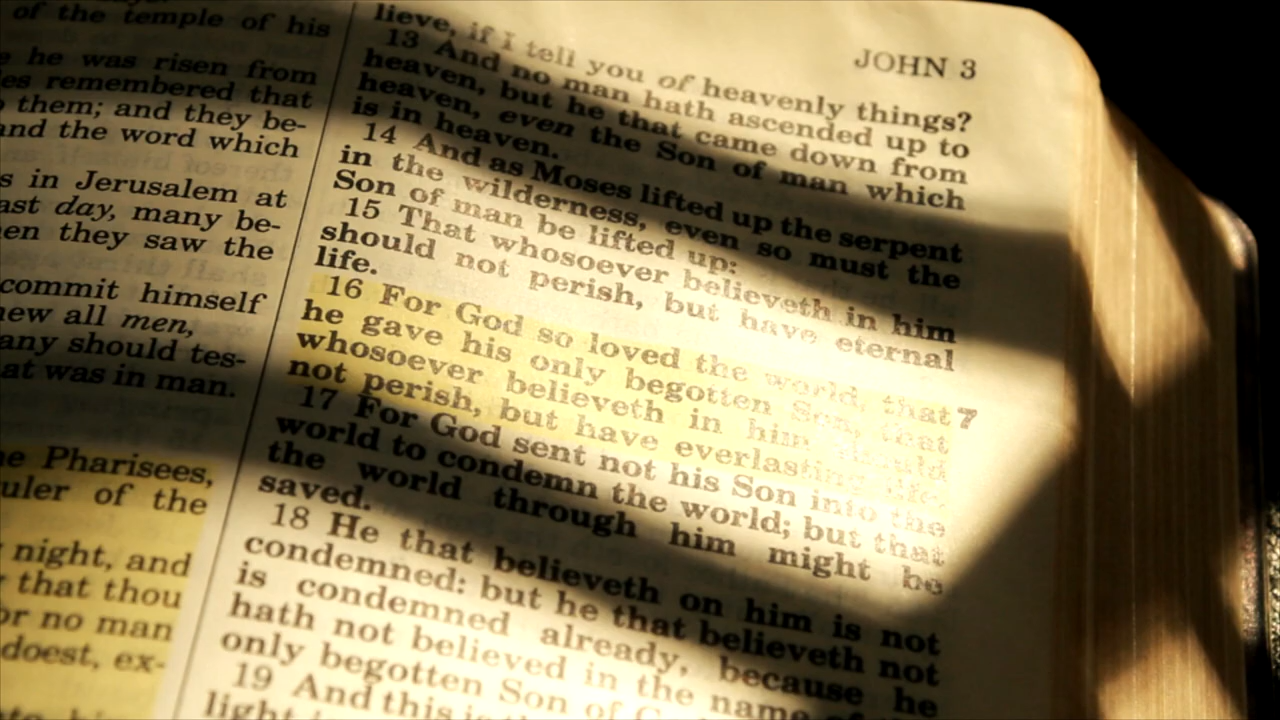 of the temple of his
he was risen from
es remembered that
them; and they be-
and the word which
s in Jerusalem at
ast day, many be-
en they saw the
commit himself
new all men,
any should tes-
at was in man.
he Pharisees,
uler of the
night, and
that thou
or no man
doest, ex-
JOHN 3
lieve, if I tell you of heavenly things?
13 And no man hath ascended up to
heaven, but he that came down from
heaven, even the Son of man which
is in heaven.
14 And as Moses lifted up the serpent
in the wilderness, even so must the
Son of man be lifted up:
15 That whosoever believeth in him
should not perish, but have eternal
life.
16 For God so loved the world, that
he gave his only begotten Son, that
whosoever believeth in him should
not perish, but have everlasting life.
17 For God sent not his Son into the
world to condemn the world; but that
the world through him might be
saved.
18 He that believeth on him is not
condemned: but he that believeth not
is condemned already, because he
hath not believed in the name of the
only begotten Son of
19 And this is
light
7